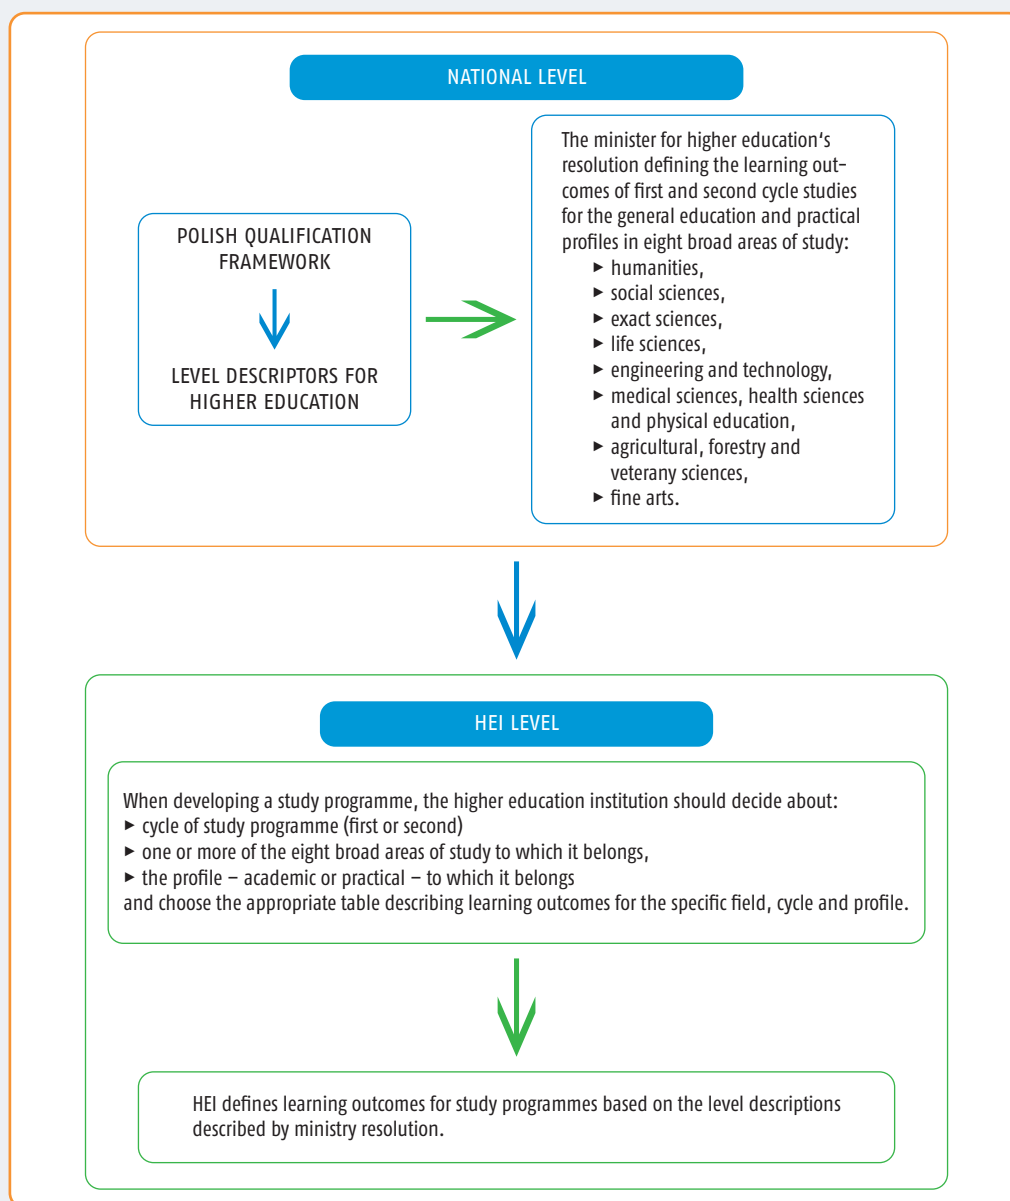 NATIONAL LEVEL
POLISH QUALIFICATION
FRAMEWORK
LEVEL DESCRIPTORS FOR
HIGHER EDUCATION
The minister for higher education‘s
resolution defining the learning out-
comes of first and second cycle studies
for the general education and practical
profiles in eight broad areas of study:
► humanities,
► social sciences,
► exact sciences,
► life sciences,
► engineering and technology,
► medical sciences, health sciences
and physical education,
► agricultural, forestry and
veterany sciences,
► fine arts.
HEI LEVEL
When developing a study programme, the higher education institution should decide about:
► cycle of study programme (first or second)
► one or more of the eight broad areas of study to which it belongs,
► the profile – academic or practical – to which it belongs
and choose the appropriate table describing learning outcomes for the specific field, cycle and profile.
HEI defines learning outcomes for study programmes based on the level descriptions
described by ministry resolution.